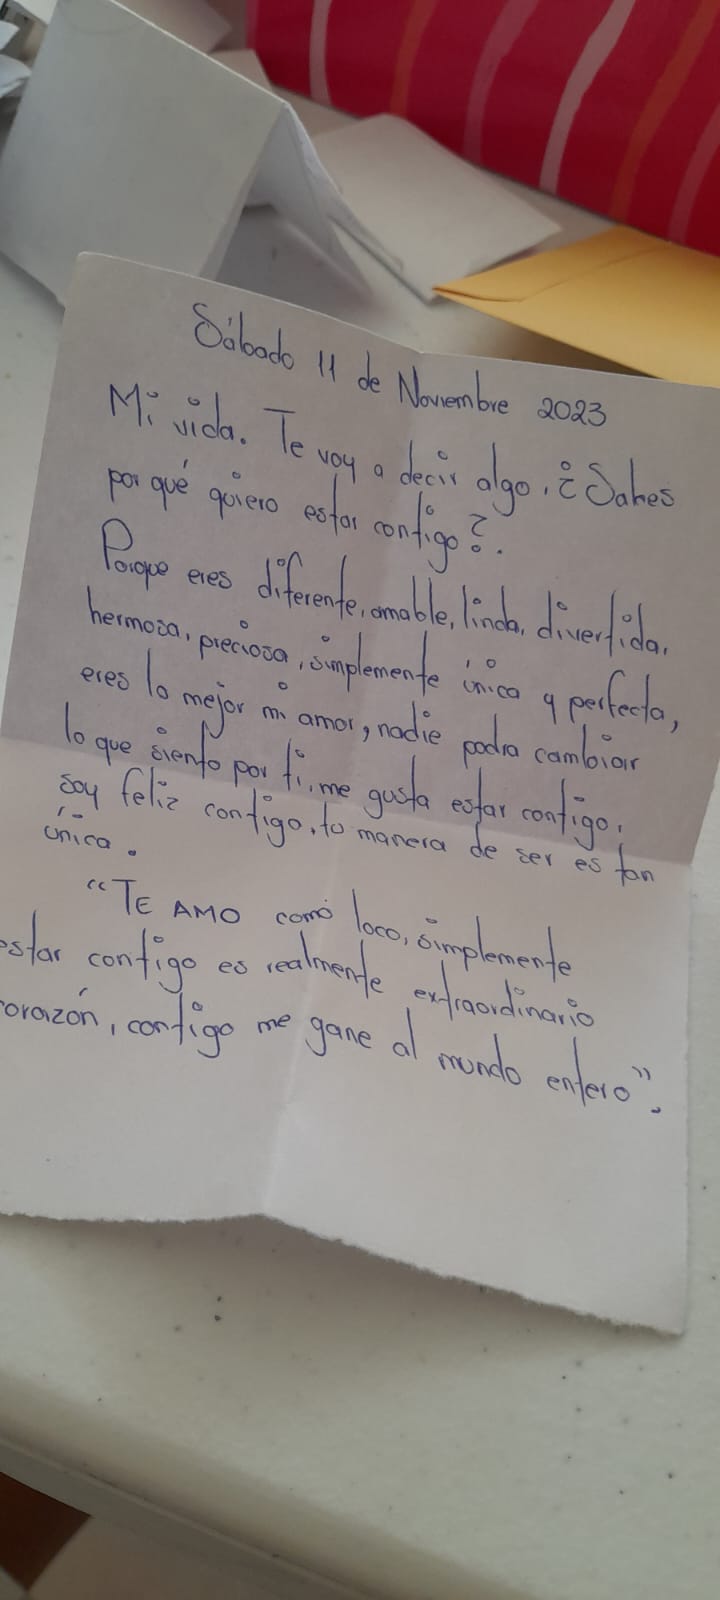 Sábado 11 de Noviembre 2023
Mi vida. Te voy a decir algo. ¿Sabes
por qué quiero estar contigo?.
Porque eres diferente, amable, linda, divertida,
hermosa, preciosa, simplemente única y perfecta,
eres lo mejor mi amor, nadie podra cambiar
lo que siento por ti, me gusta estar contigo,
soy feliz contigo, tu manera de ser es tan
única.
"TE AMO como loco, simplemente
estar contigo es realmente extraordinario
corazón, contigo me gane al mundo entero".